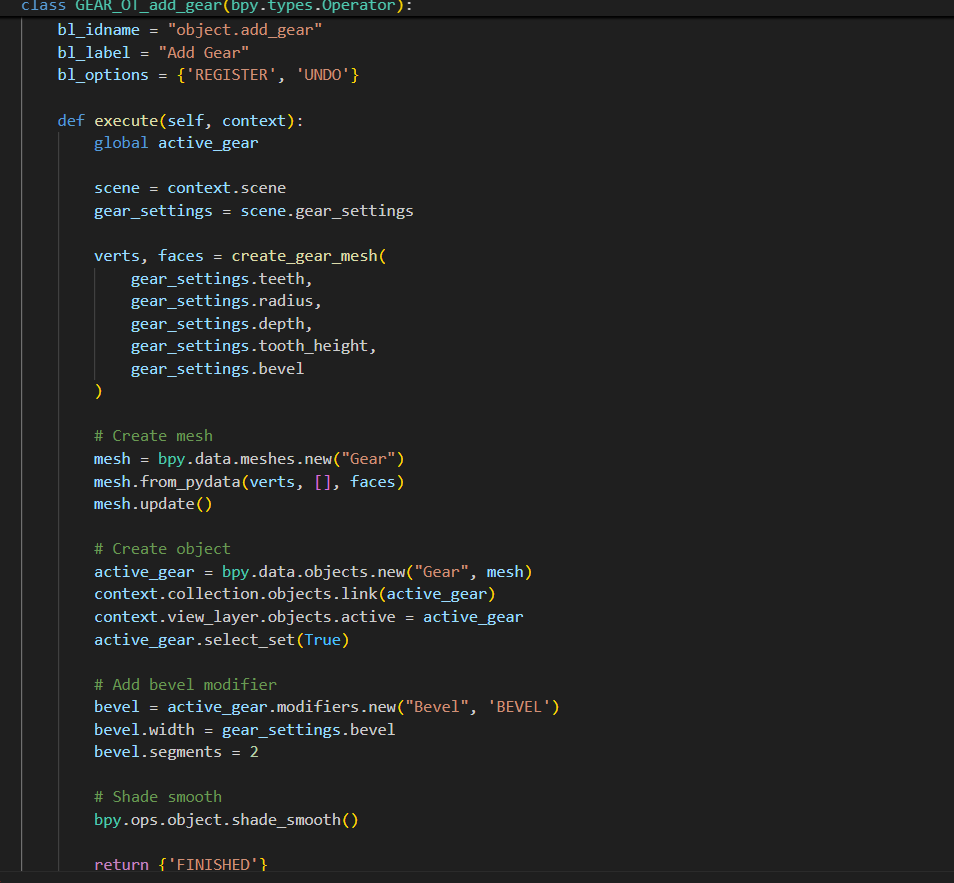 class GEAR_OT_add_gear(bpy.types.Operator):
    bl_idname = "object.add_gear"
    bl_label = "Add Gear"
    bl_options = {'REGISTER', 'UNDO'}

    def execute(self, context):
        global active_gear

        scene = context.scene
        gear_settings = scene.gear_settings

        verts, faces = create_gear_mesh(
            gear_settings.teeth,
            gear_settings.radius,
            gear_settings.depth,
            gear_settings.tooth_height,
            gear_settings.bevel
        )

        # Create mesh
        mesh = bpy.data.meshes.new("Gear")
        mesh.from_pydata(verts, [], faces)
        mesh.update()

        # Create object
        active_gear = bpy.data.objects.new("Gear", mesh)
        context.collection.objects.link(active_gear)
        context.view_layer.objects.active = active_gear
        active_gear.select_set(True)

        # Add bevel modifier
        bevel = active_gear.modifiers.new("Bevel", 'BEVEL')
        bevel.width = gear_settings.bevel
        bevel.segments = 2

        # Shade smooth
        bpy.ops.object.shade_smooth()

        return {'FINISHED'}